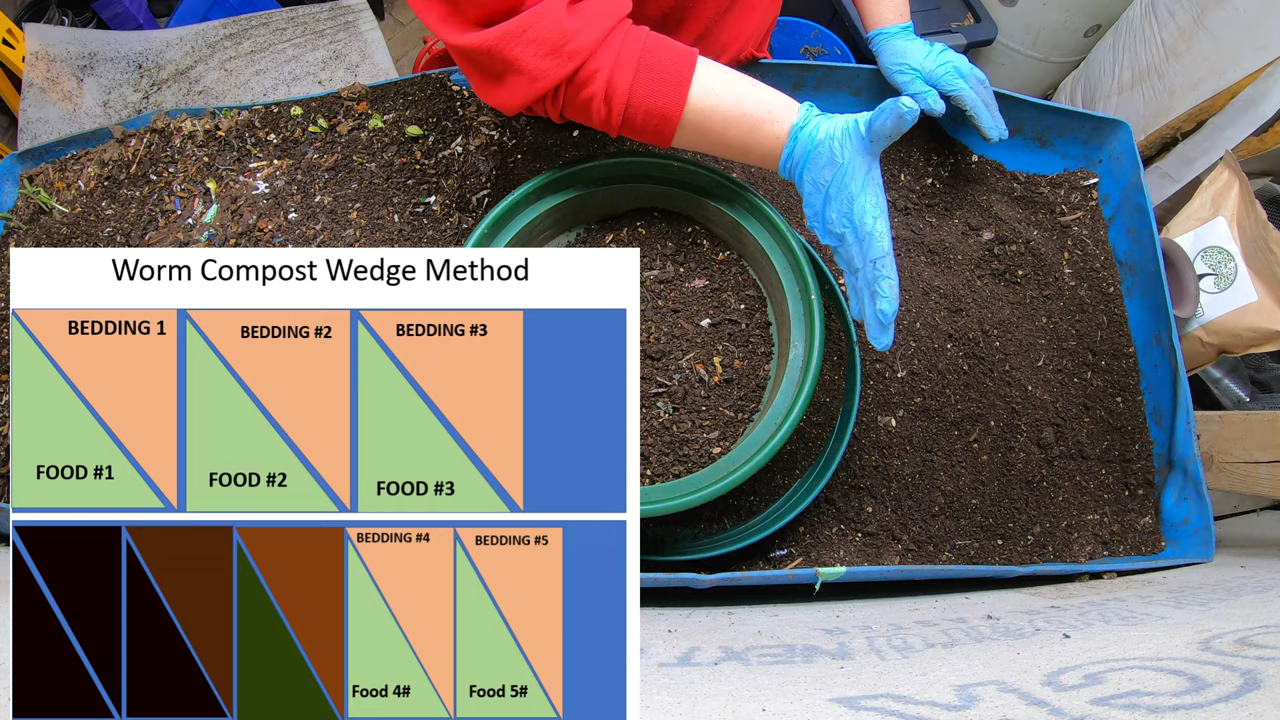 Worm Compost Wedge Method
BEDDING 1
BEDDING #2
BEDDING #3
FOOD #1
FOOD #2
FOOD #3
BEDDING #4
BEDDING #5
Food 4#
Food 5#